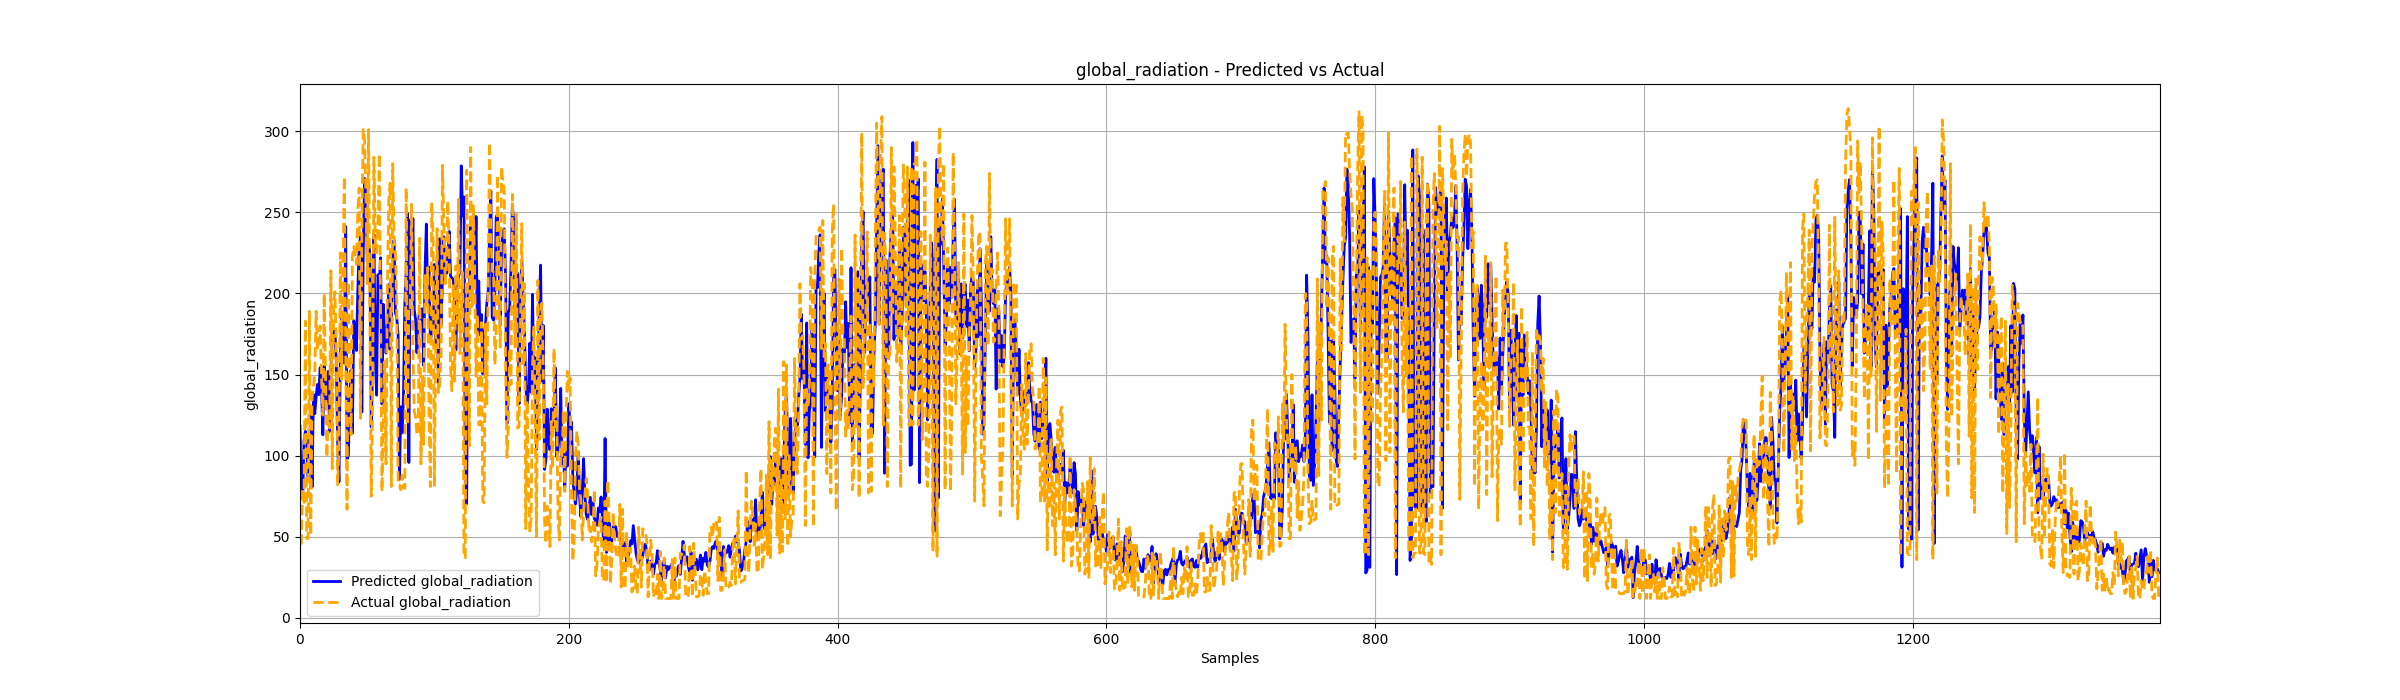 global_radiation - Predicted vs Actual
global_radiation
300
250
200
150
100
50
0
Predicted global_radiation
Actual global_radiation
0
200
400
600
800
1000
1200
Samples